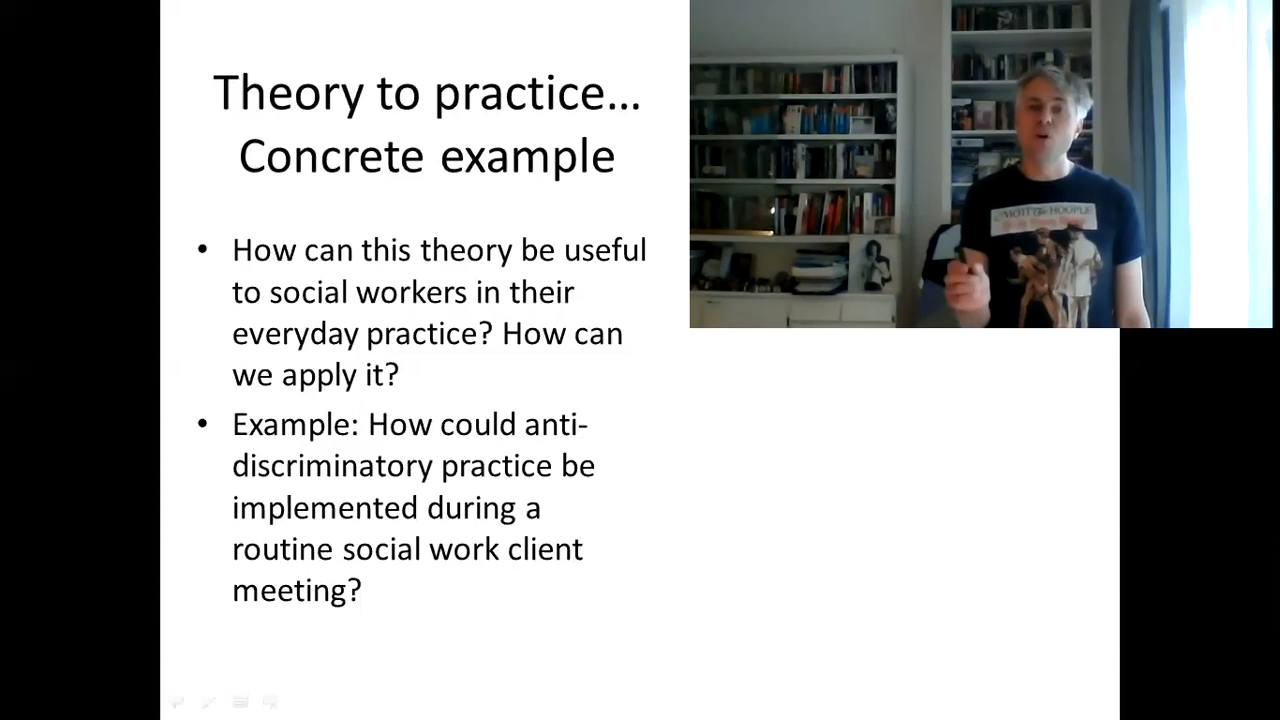 Theory to practice...
Concrete example
• How can this theory be useful
to social workers in their
everyday practice? How can
we apply it?
• Example: How could anti-
discriminatory practice be
implemented during a
routine social work client
meeting?
MOTT The HOOPLE